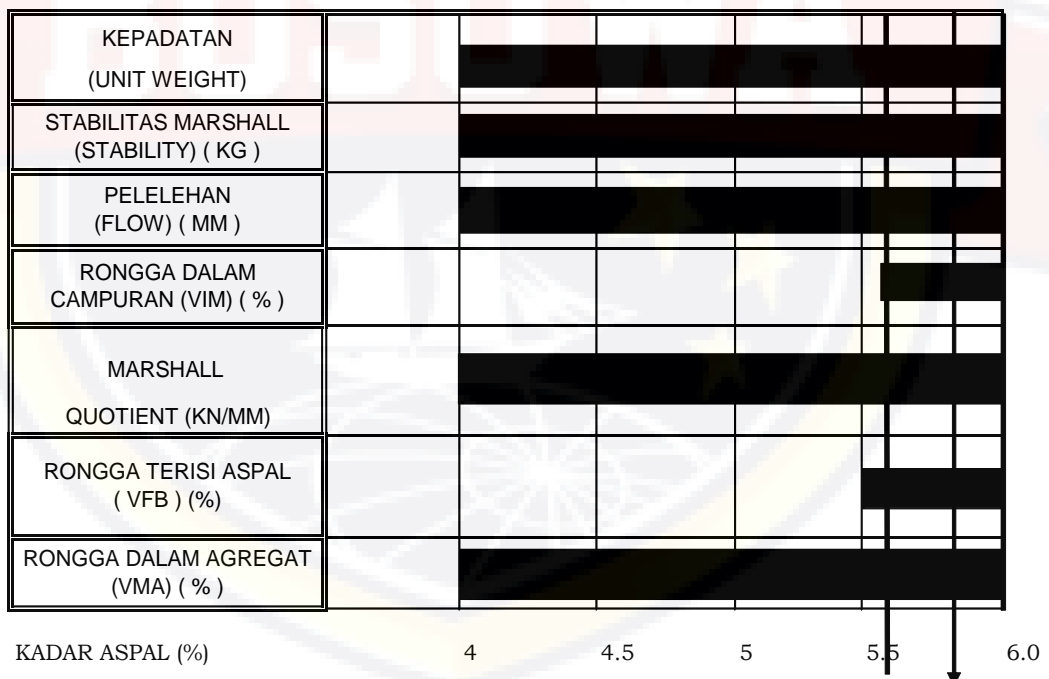 BOSOWA
KEPADATAN
(UNIT WEIGHT)
STABILITAS MARSHALL
(STABILITY) ( KG )
PELELEHAN
(FLOW) ( MM )
RONGGA DALAM
CAMPURAN (VIM) ( % )
MARSHALL
QUOTIENT (KN/MM)
RONGGA TERISI ASPAL
( VFB ) (%)
RONGGA DALAM AGREGAT
(VMA) ( % )
KADAR ASPAL (%) 4 4.5 5 5.5 6.0